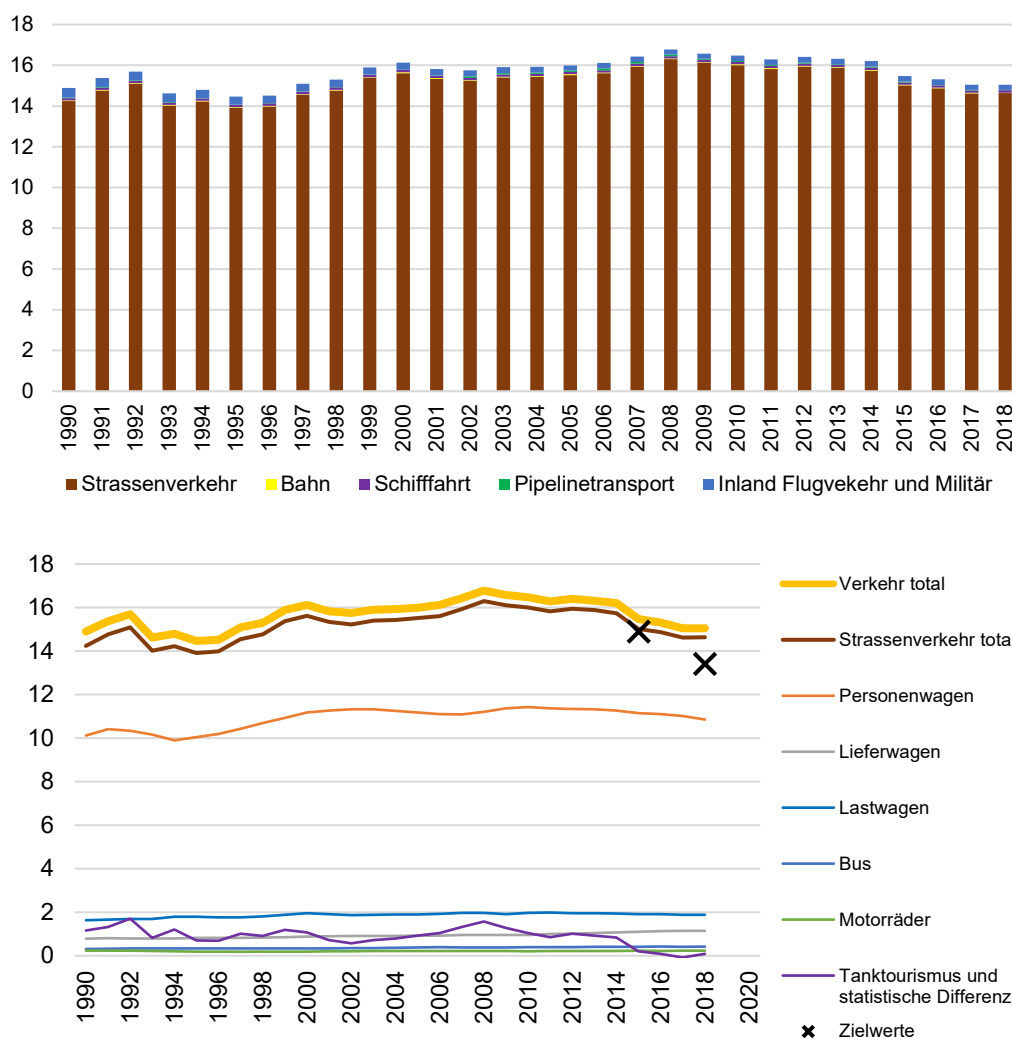 18
16
14
12
10
8
6
4
2
0
1990 1991 1992 1993 1994 1995 1996 1997 1998 1999 2000 2001 2002 2003 2004 2005 2006 2007 2008 2009 2010 2011 2012 2013 2014 2015 2016 2017 2018
Strassenverkehr Bahn Schifffahrt Pipelinetransport Inland Flugvekehr und Militär
18
16
14
12
10
8
6
4
2
0
1990 1992 1994 1996 1998 2000 2002 2004 2006 2008 2010 2012 2014 2016 2018 2020
Verkehr total
Strassenverkehr tota
Personenwagen
Lieferwagen
Lastwagen
Bus
Motorräder
Tanktourismus und
statistische Differenz
Zielwerte